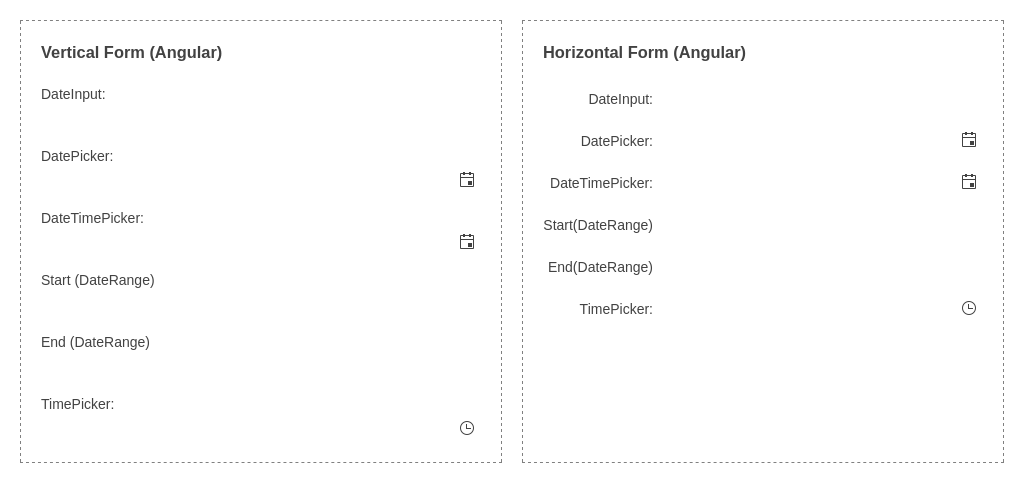 Vertical Form (Angular)
DateInput:
DatePicker:
DateTimePicker:
Start (DateRange)
End (DateRange)
TimePicker:
Horizontal Form (Angular)
DateInput:
DatePicker:
DateTimePicker:
Start(DateRange)
End(DateRange)
TimePicker: